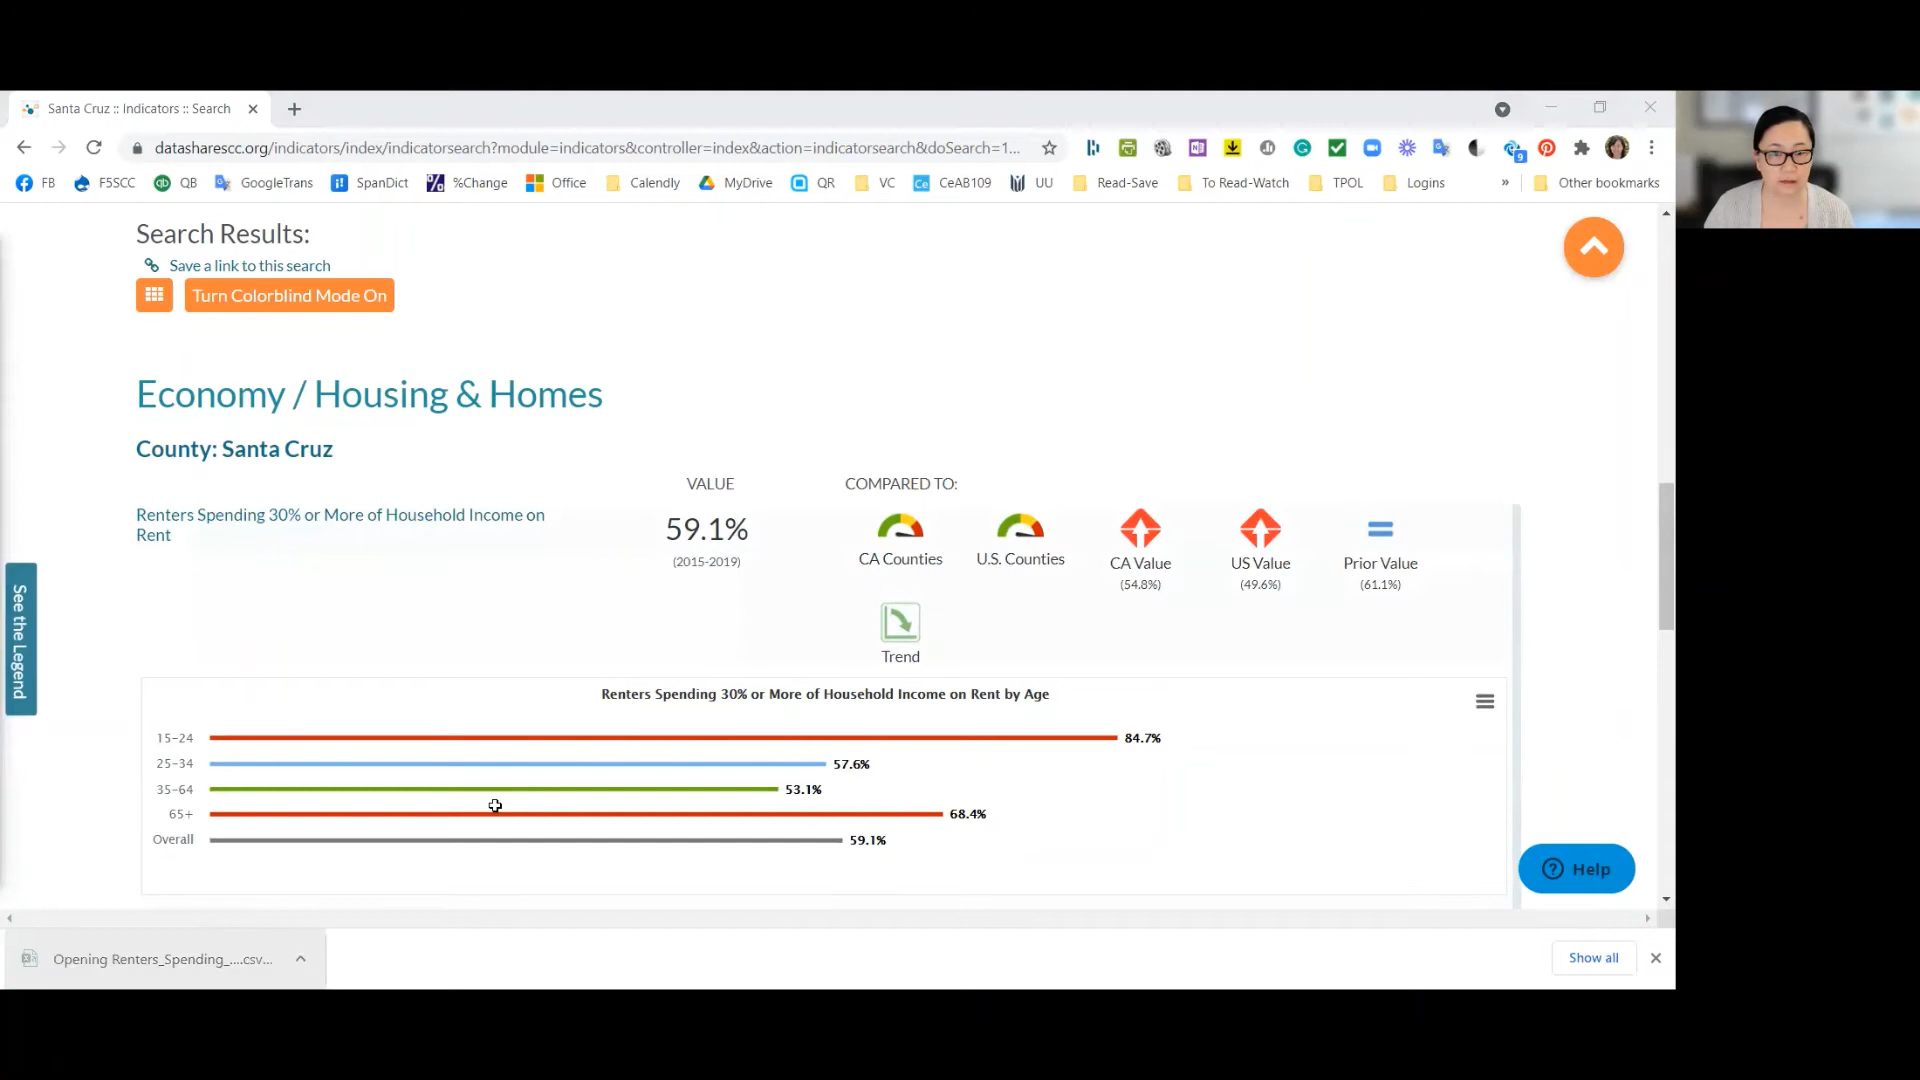 Santa Cruz :: Indicators :: Search
datasharescc.org/indicators/index/indicatorsearch?module=indicators&controller=index&action=indicatorsearch&doSearch=1...
9
FB F5SCC QB GoogleTrans SpanDict %Change Office Calendly MyDrive QR VC CeAB109 UU Read-Save To Read-Watch TPOL Logins » Other bookmarks
Search Results:
Save a link to this search
Turn Colorblind Mode On
Economy / Housing & Homes
County: Santa Cruz
VALUE COMPARED TO:
Renters Spending 30% or More of Household Income on
Rent
59.1%
(2015-2019)
CA Counties
U.S. Counties
CA Value
(54.8%)
US Value
(49.6%)
Prior Value
(61.1%)
Trend
See the Legend
Renters Spending 30% or More of Household Income on Rent by Age
15-24 84.7%
25-34 57.6%
35-64 53.1%
65+ 68.4%
Overall 59.1%
? Help
Opening Renters_Spending_....csv...
Show all